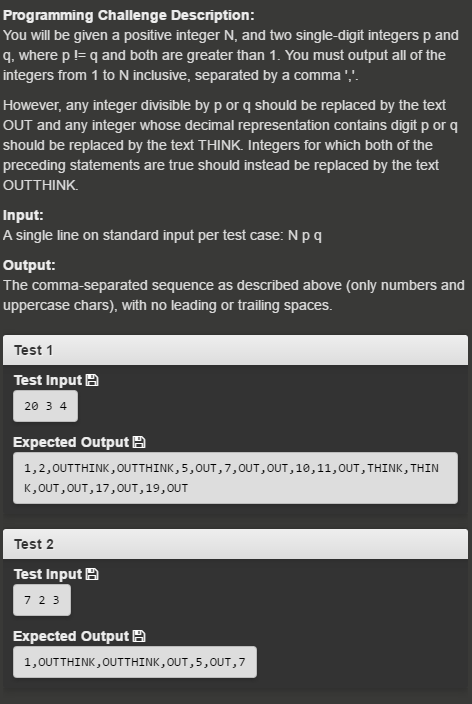 Programming Challenge Description:
You will be given a positive integer N, and two single-digit integers p and
q, where p != q and both are greater than 1. You must output all of the
integers from 1 to N inclusive, separated by a comma ','.
However, any integer divisible by p or q should be replaced by the text
OUT and any integer whose decimal representation contains digit p or q
should be replaced by the text THINK. Integers for which both of the
preceding statements are true should instead be replaced by the text
OUTTHINK.
Input:
A single line on standard input per test case: N p q
Output:
The comma-separated sequence as described above (only numbers and
uppercase chars), with no leading or trailing spaces.
Test 1
Test Input
20 3 4
Expected Output
1,2,OUTTHINK,OUTTHINK,5,OUT,7,OUT,OUT,10,11,OUT,THINK,THIN
K,OUT,OUT,17,OUT,19,OUT
Test 2
Test Input
7 2 3
Expected Output
1,OUTTHINK,OUTTHINK,OUT,5,OUT,7